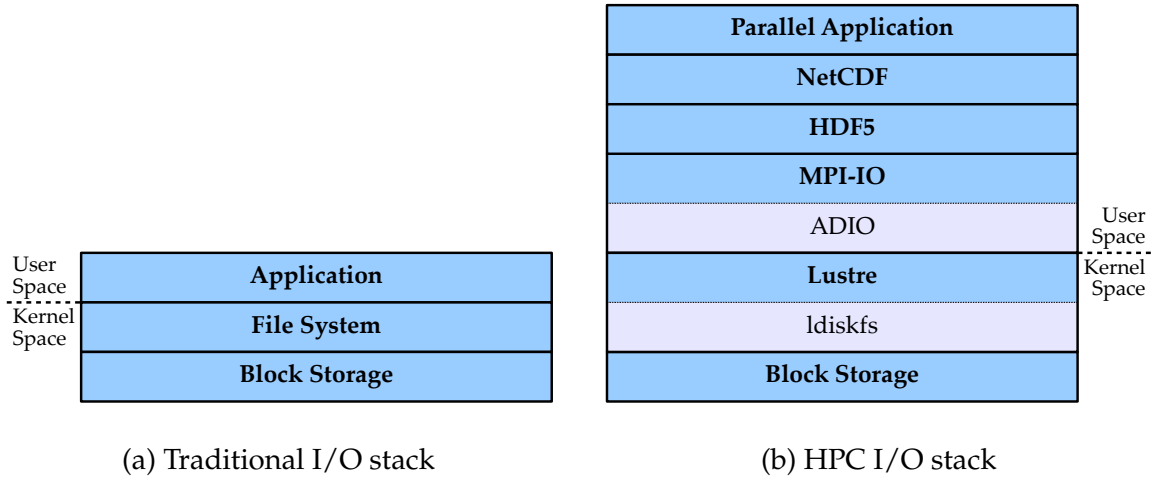 User
Space
Kernel
Space
Application
File System
Block Storage
(a) Traditional I/O stack
Parallel Application
NetCDF
HDF5
MPI-IO
ADIO
Lustre
ldiskfs
Block Storage
User
Space
Kernel
Space
(b) HPC I/O stack